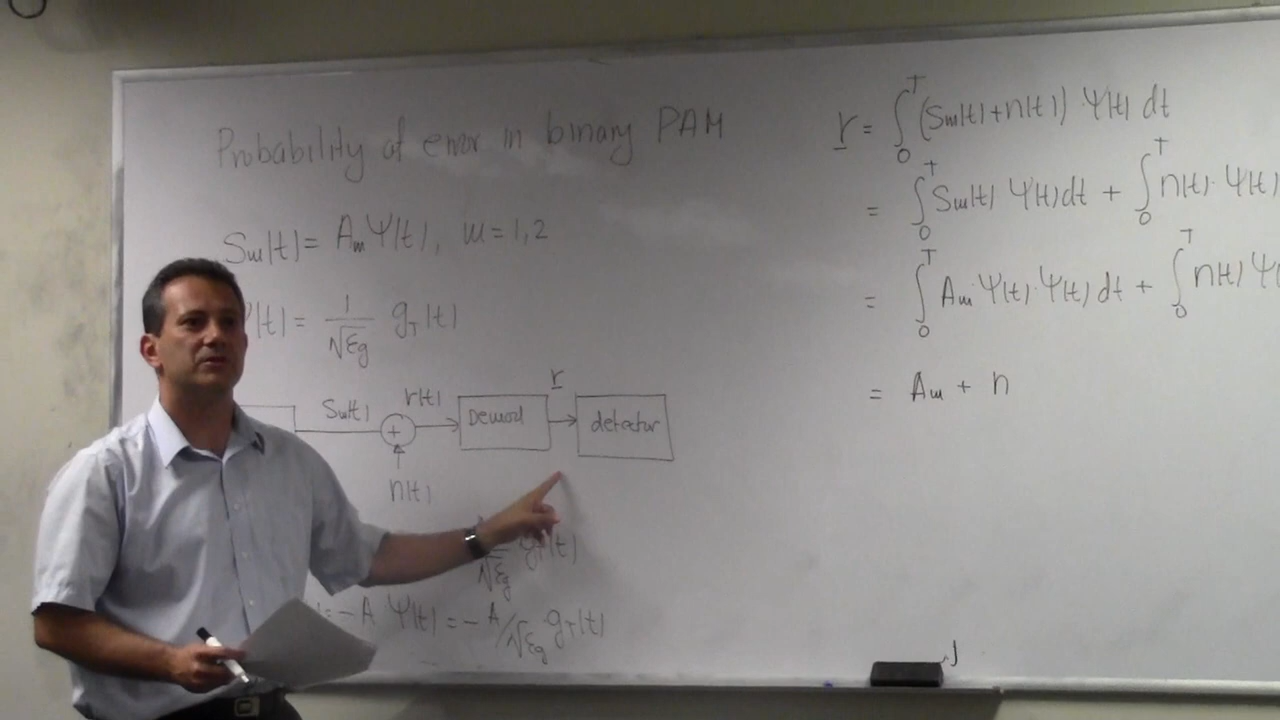 Probability of error in binary PAM
Sm(t) = Am Ψ(t), m = 1,2
(t) = 1/√Eg gT(t)
Sm(t)
r(t)
Demod
r
detector
+
n(t)
√Eg gT(t)
= -A Ψ(t) = -A/√Eg gT(t)
r = ∫0T (Sm(t) + n(t)) Ψ(t) dt
= ∫0T Sm(t) Ψ(t) dt + ∫0T n(t) · Ψ(t)
= ∫0T Am · Ψ(t) · Ψ(t) dt + ∫0T n(t) Ψ(
= Am + n